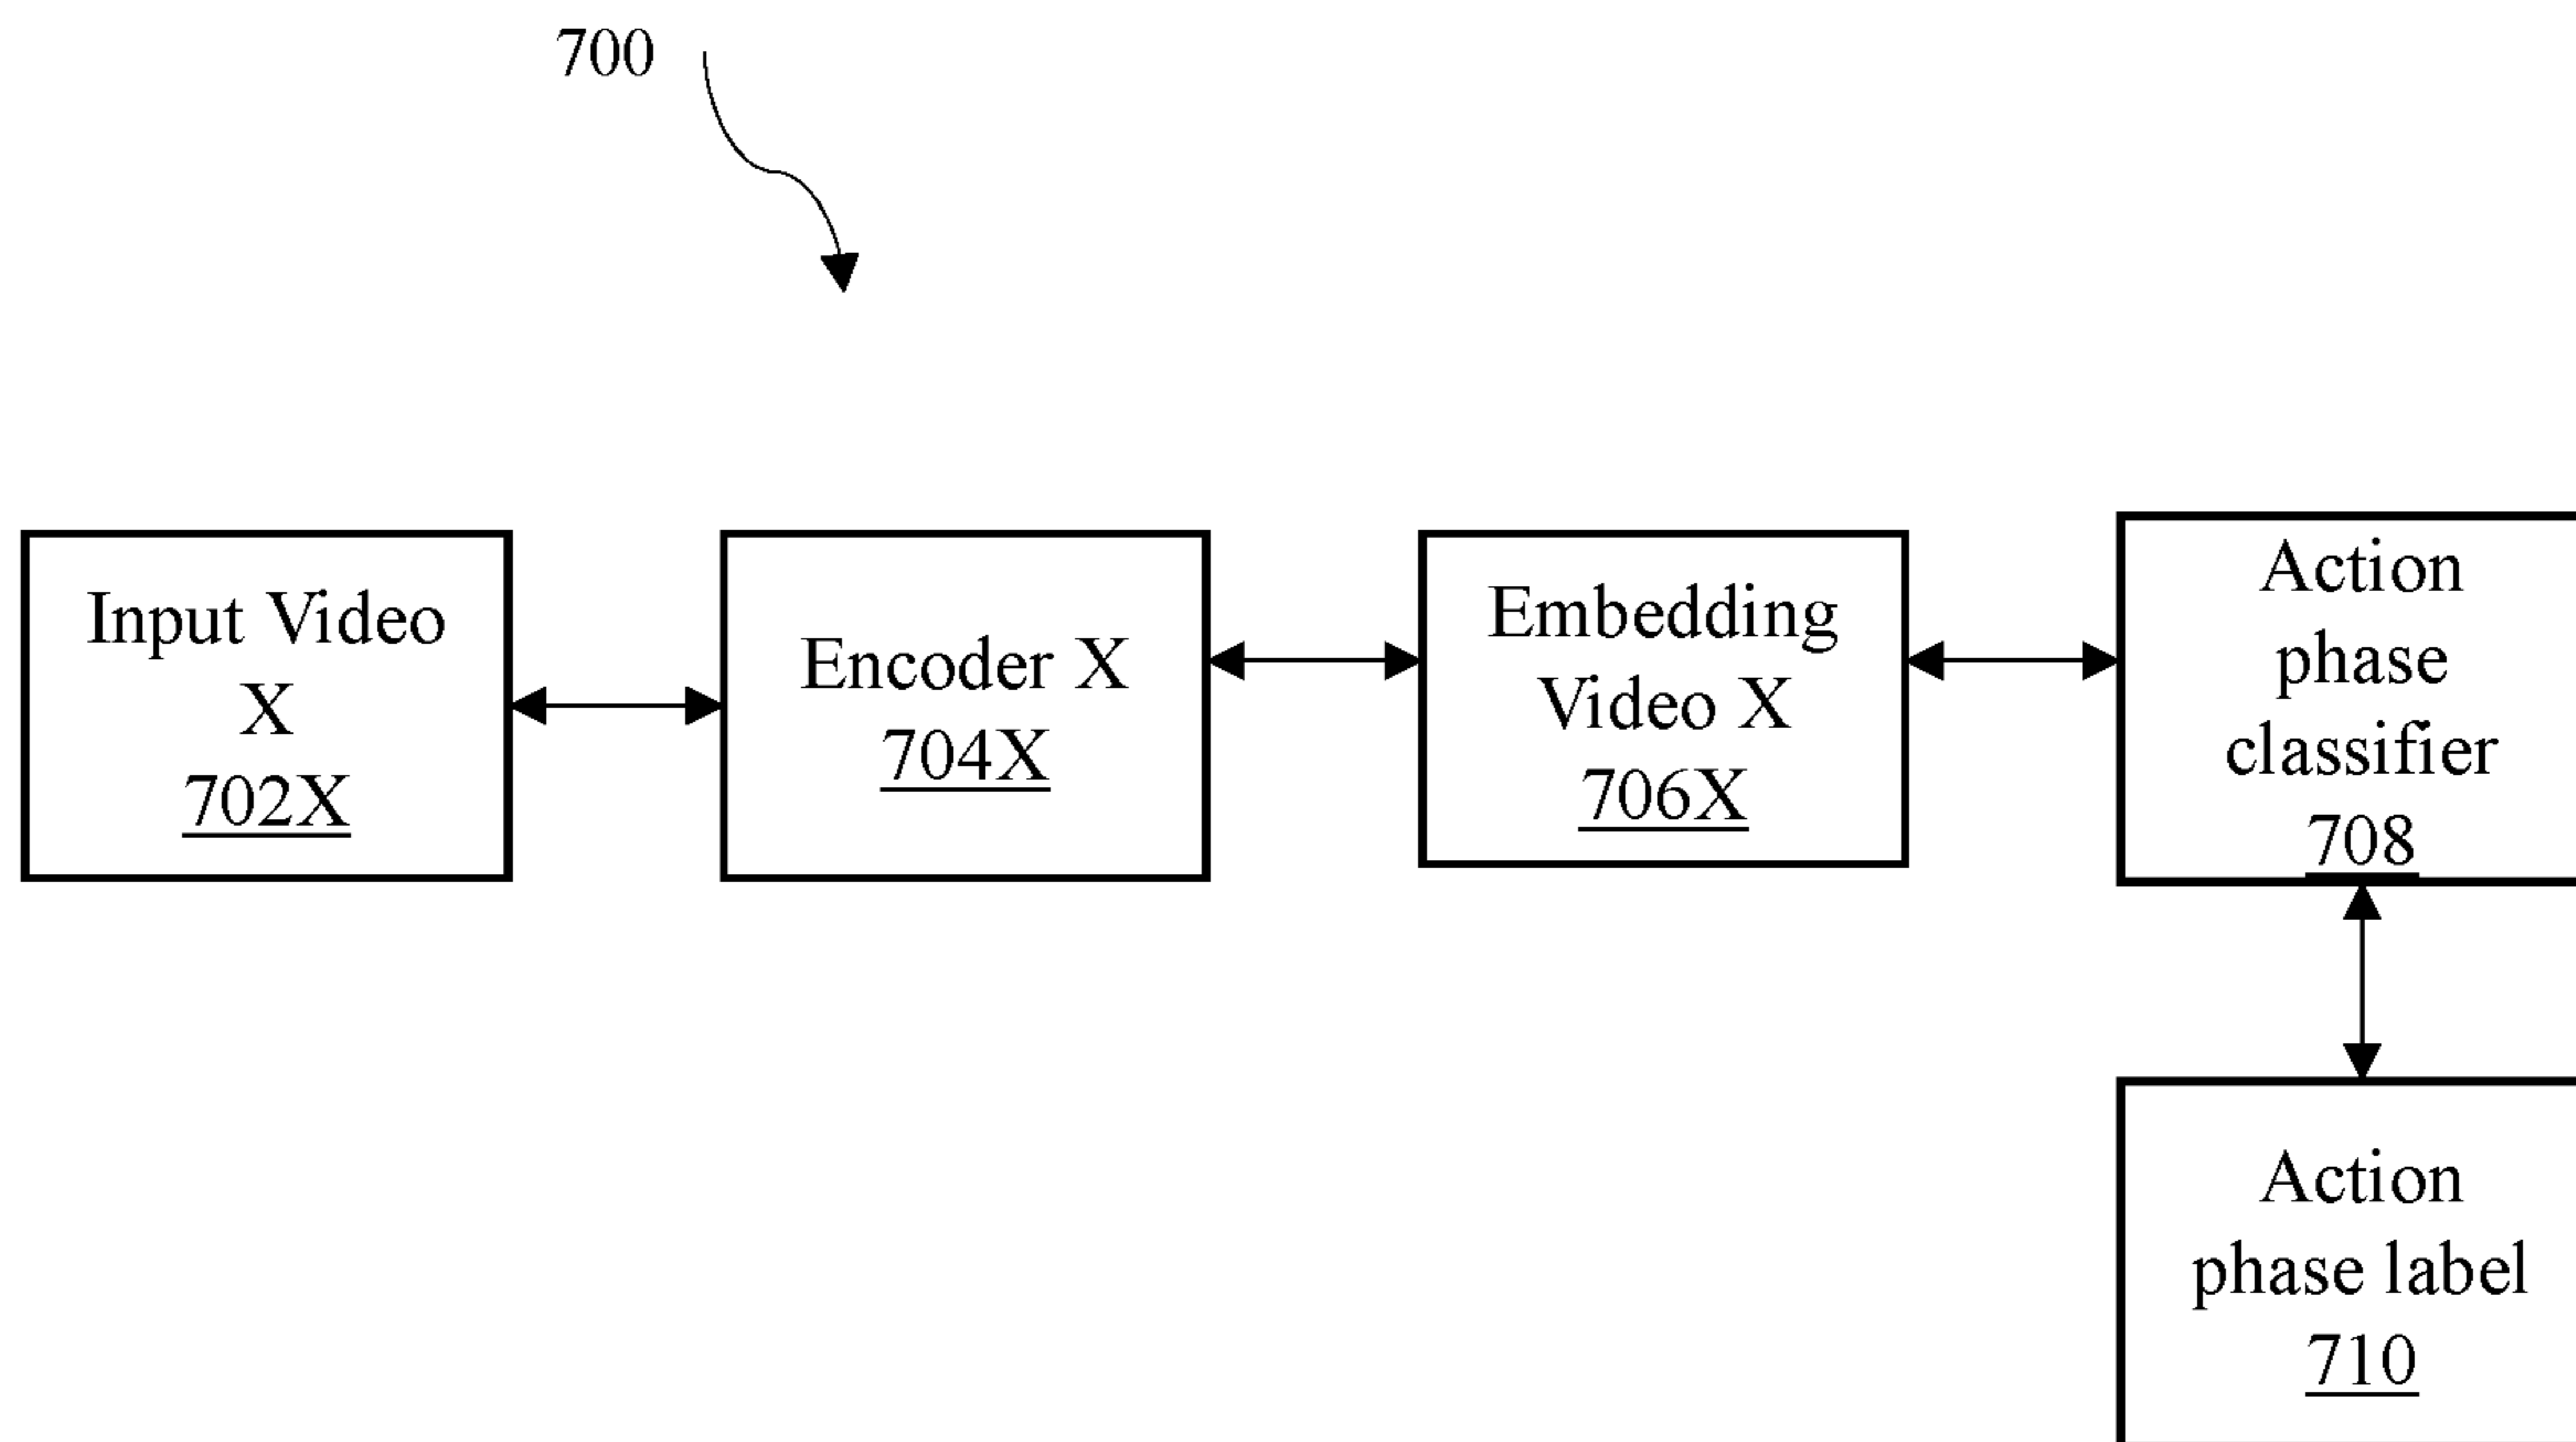 700
Input Video
X
702X
Encoder X
704X
Embedding
Video X
706X
Action
phase
classifier
708
Action
phase label
710